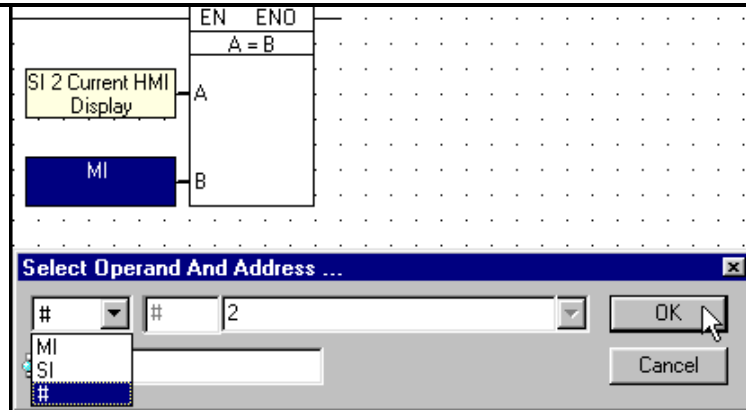 EN ENO
A = B
SI 2 Current HMI
Display
A
MI
B
Select Operand And Address ...
# # 2 OK
MI
SI
#
Cancel